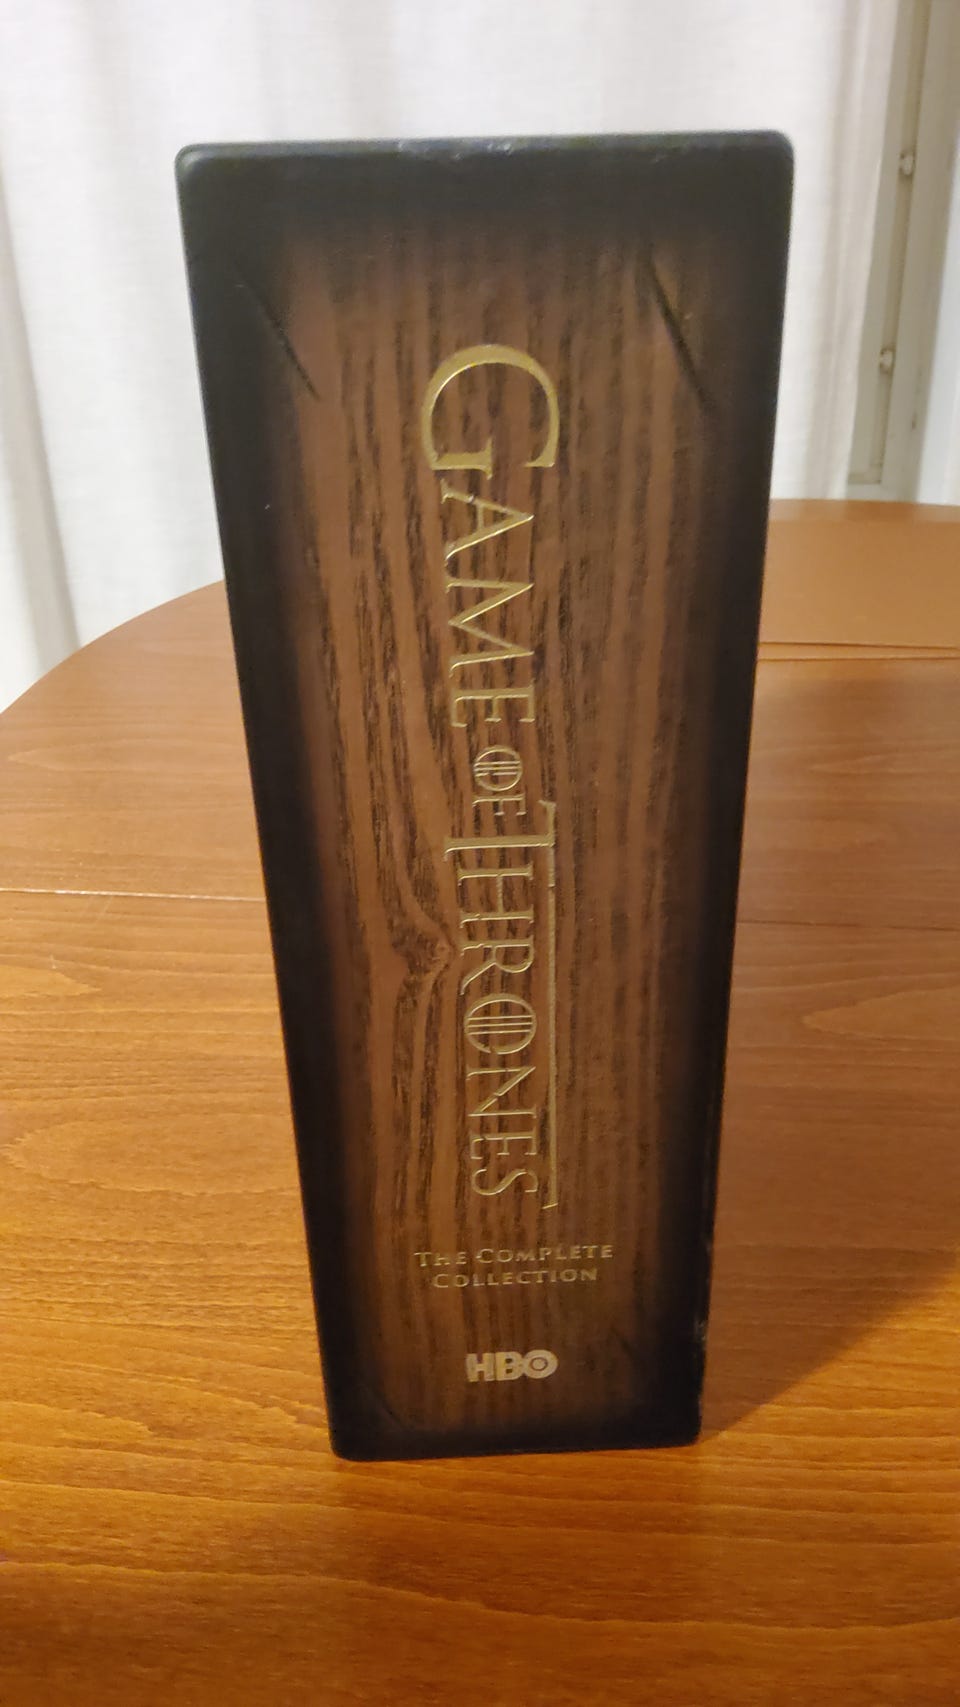 GAME OF THRONES
THE COMPLETE
COLLECTION
HBO